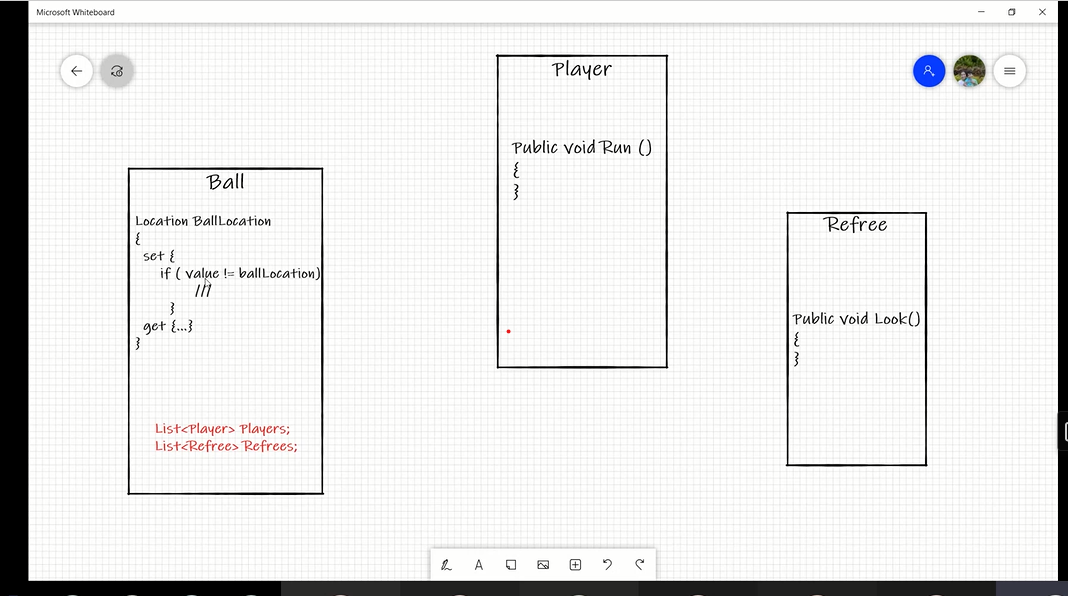 Microsoft Whiteboard
Player
Public void Run ()
{
}
Ball
Location BallLocation
{
set {
if ( value != ballLocation)
///
}
get {...}
}
List<Player> Players;
List<Refree> Refrees;
Refree
Public void Look()
{
}
A